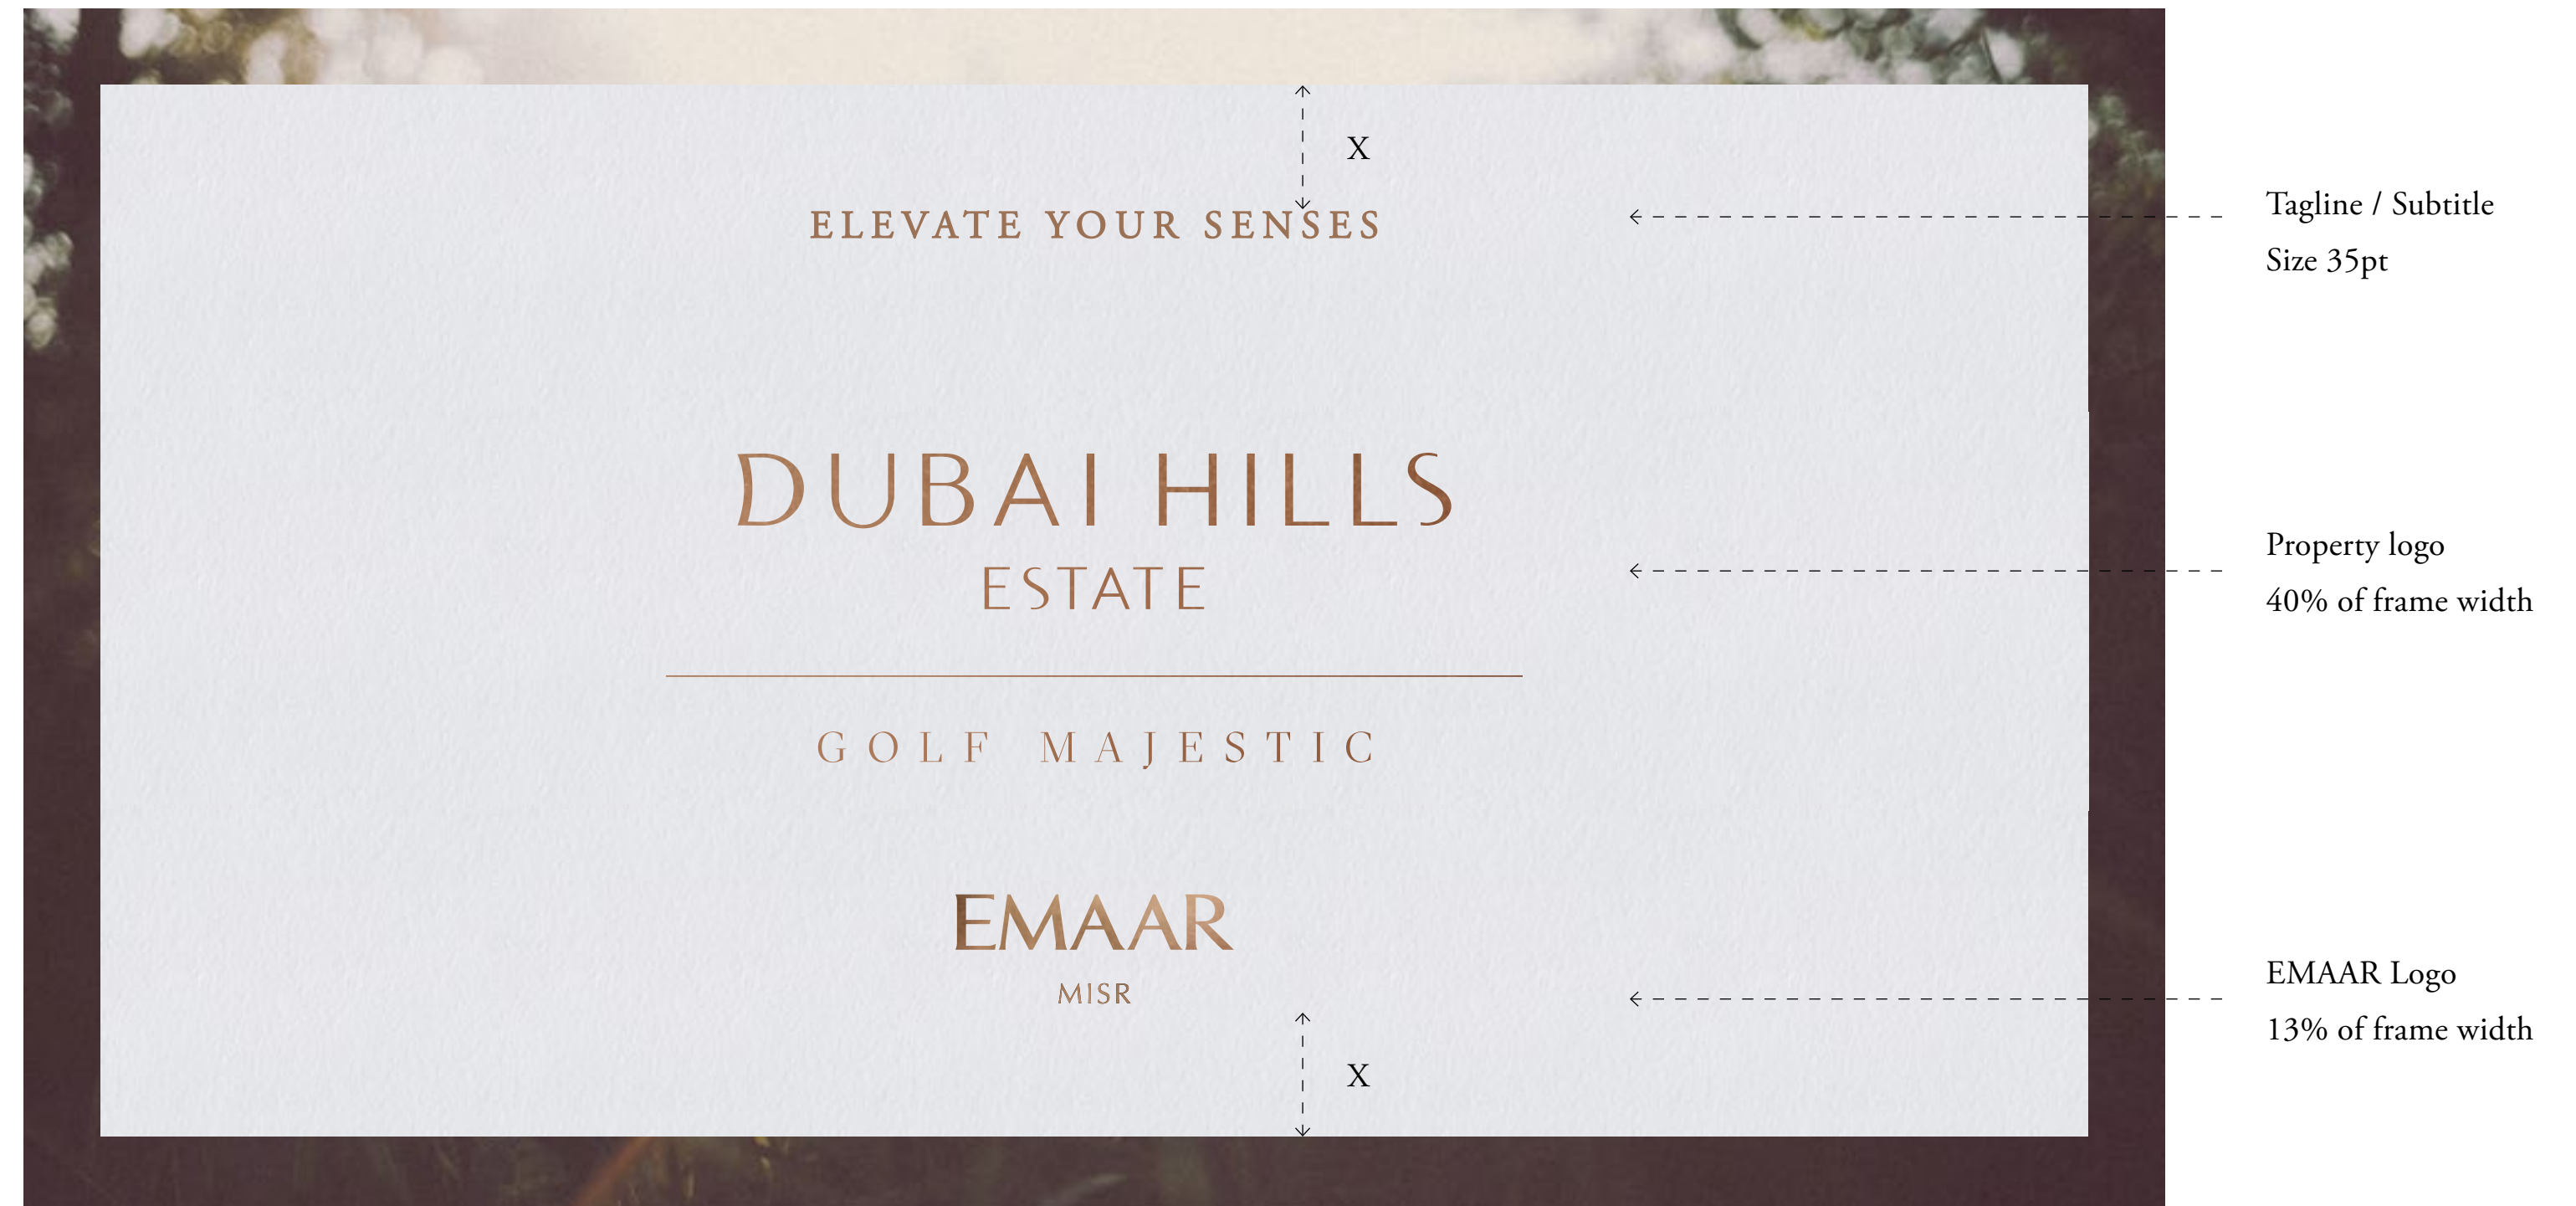 X
ELEVATE YOUR SENSES
Tagline / Subtitle
Size 35pt
DUBAI HILLS
ESTATE
Property logo
40% of frame width
GOLF MAJESTIC
EMAAR
MISR
EMAAR Logo
13% of frame width
X